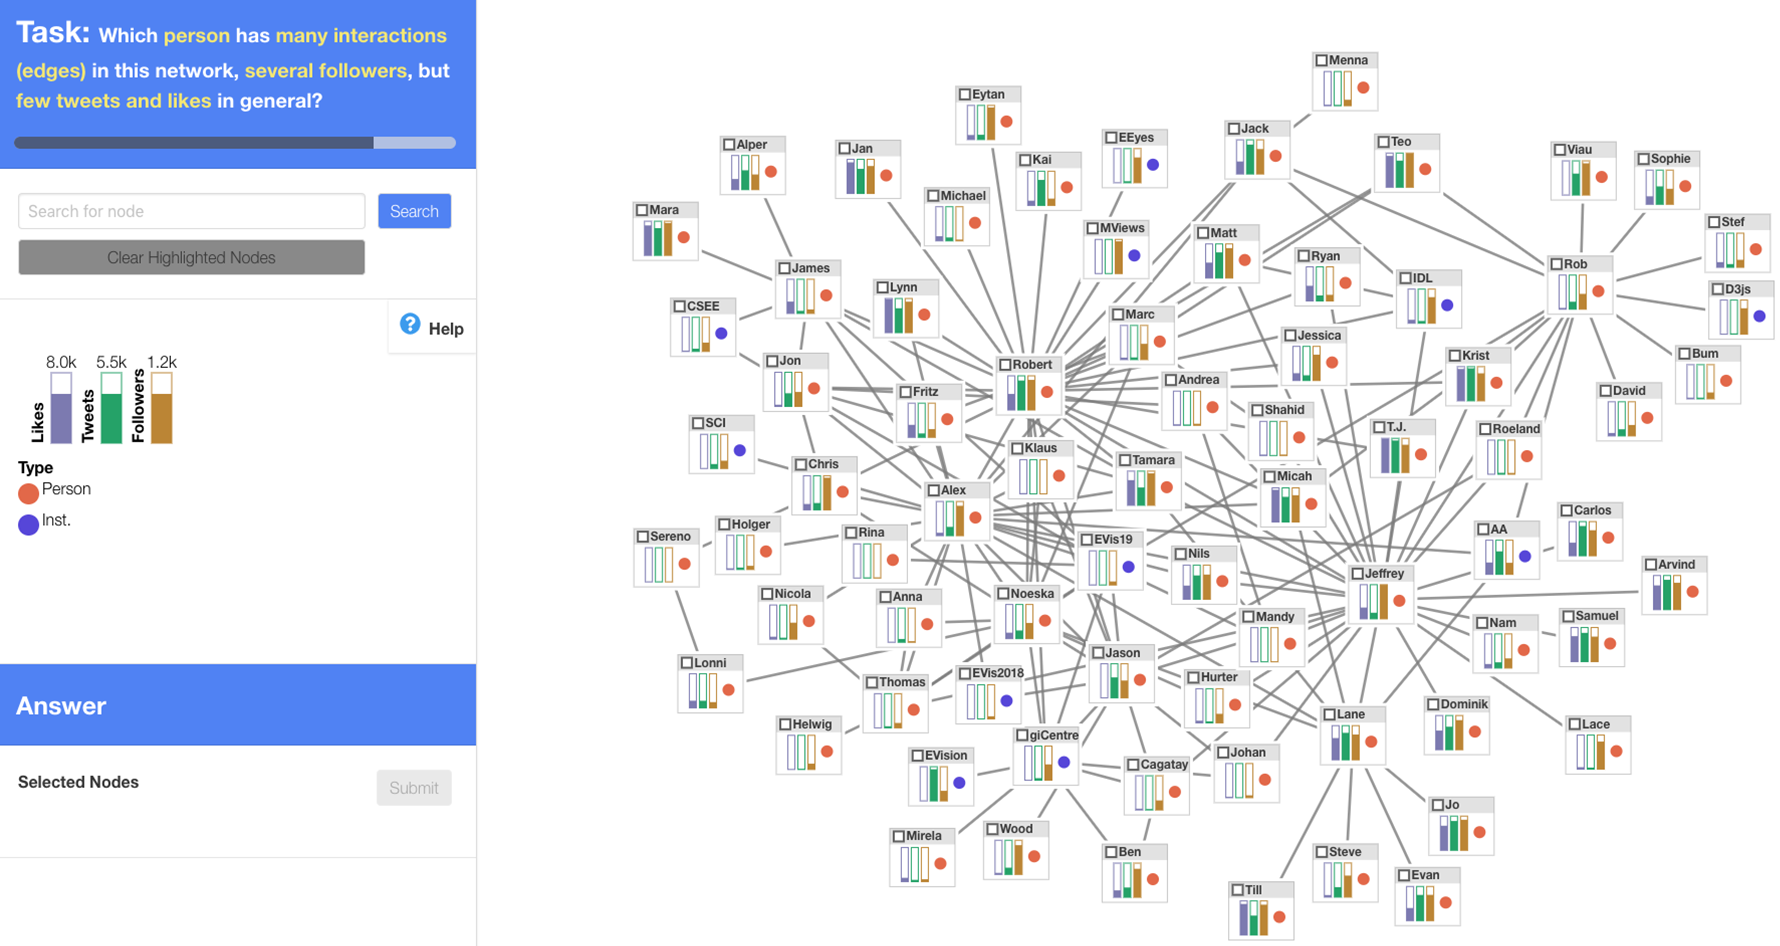 Task: Which person has many interactions
(edges) in this network, several followers, but
few tweets and likes in general?
Search for node
Search
Clear Highlighted Nodes
Help
8.0k 5.5k 1.2k
Likes
Tweets
Followers
Type
Person
Inst.
Answer
Selected Nodes
Submit
Menna
Eytan
Jack
EEyes
Teo
Alper
Jan
Kai
Viau
Sophie
Michael
Mara
Stef
MViews
Matt
Ryan
James
Rob
IDL
Lynn
D3js
CSEE
Marc
Jessica
Jon
Robert
Krist
Bum
Andrea
Fritz
David
Shahid
SCI
T.J.
Roeland
Klaus
Chris
Tamara
Micah
Alex
Carlos
Holger
Rina
Sereno
EVis19
AA
Nils
Arvind
Jeffrey
Nicola
Anna
Noeska
Mandy
Samuel
Nam
Jason
Lonni
EVis2018
Thomas
Hurter
Dominik
Lane
Helwig
giCentre
Lace
EVision
Cagatay
Johan
Jo
Mirela
Wood
Ben
Steve
Till
Evan